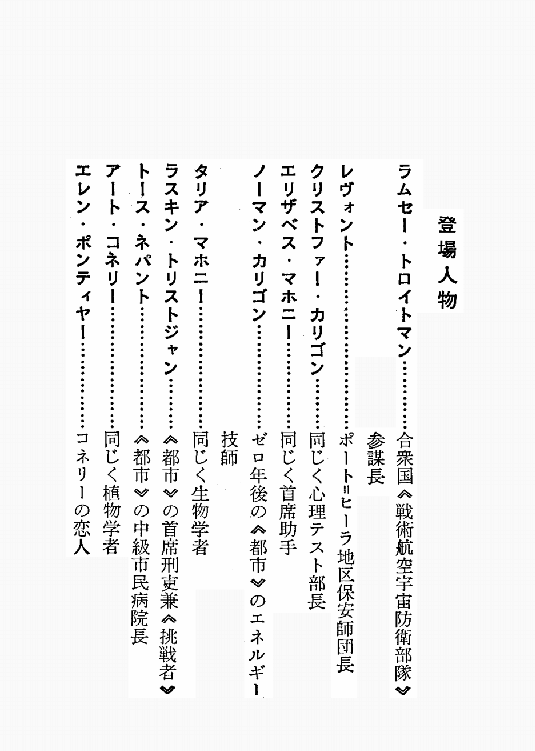 登場人物
ラムセー・トロイトマン…………合衆国《戦術航空宇宙防衛部隊》
参謀長
レヴォント…………………………ポート=ヒーラ地区保安師団長
クリストファー・カリゴン………同じく心理テスト部長
エリザベス・マホニー……………同じく首席助手
ノーマン・カリゴン………………ゼロ年後の《都市》のエネルギー
技師
タリア・マホニー…………………同じく生物学者
ラスキン・トリストジャン………《都市》の首席刑吏兼《挑戦者》
トース・ネパント…………………《都市》の中級市民病院長
アート・コネリー…………………同じく植物学者
エレン・ポンティヤー……………コネリーの恋人